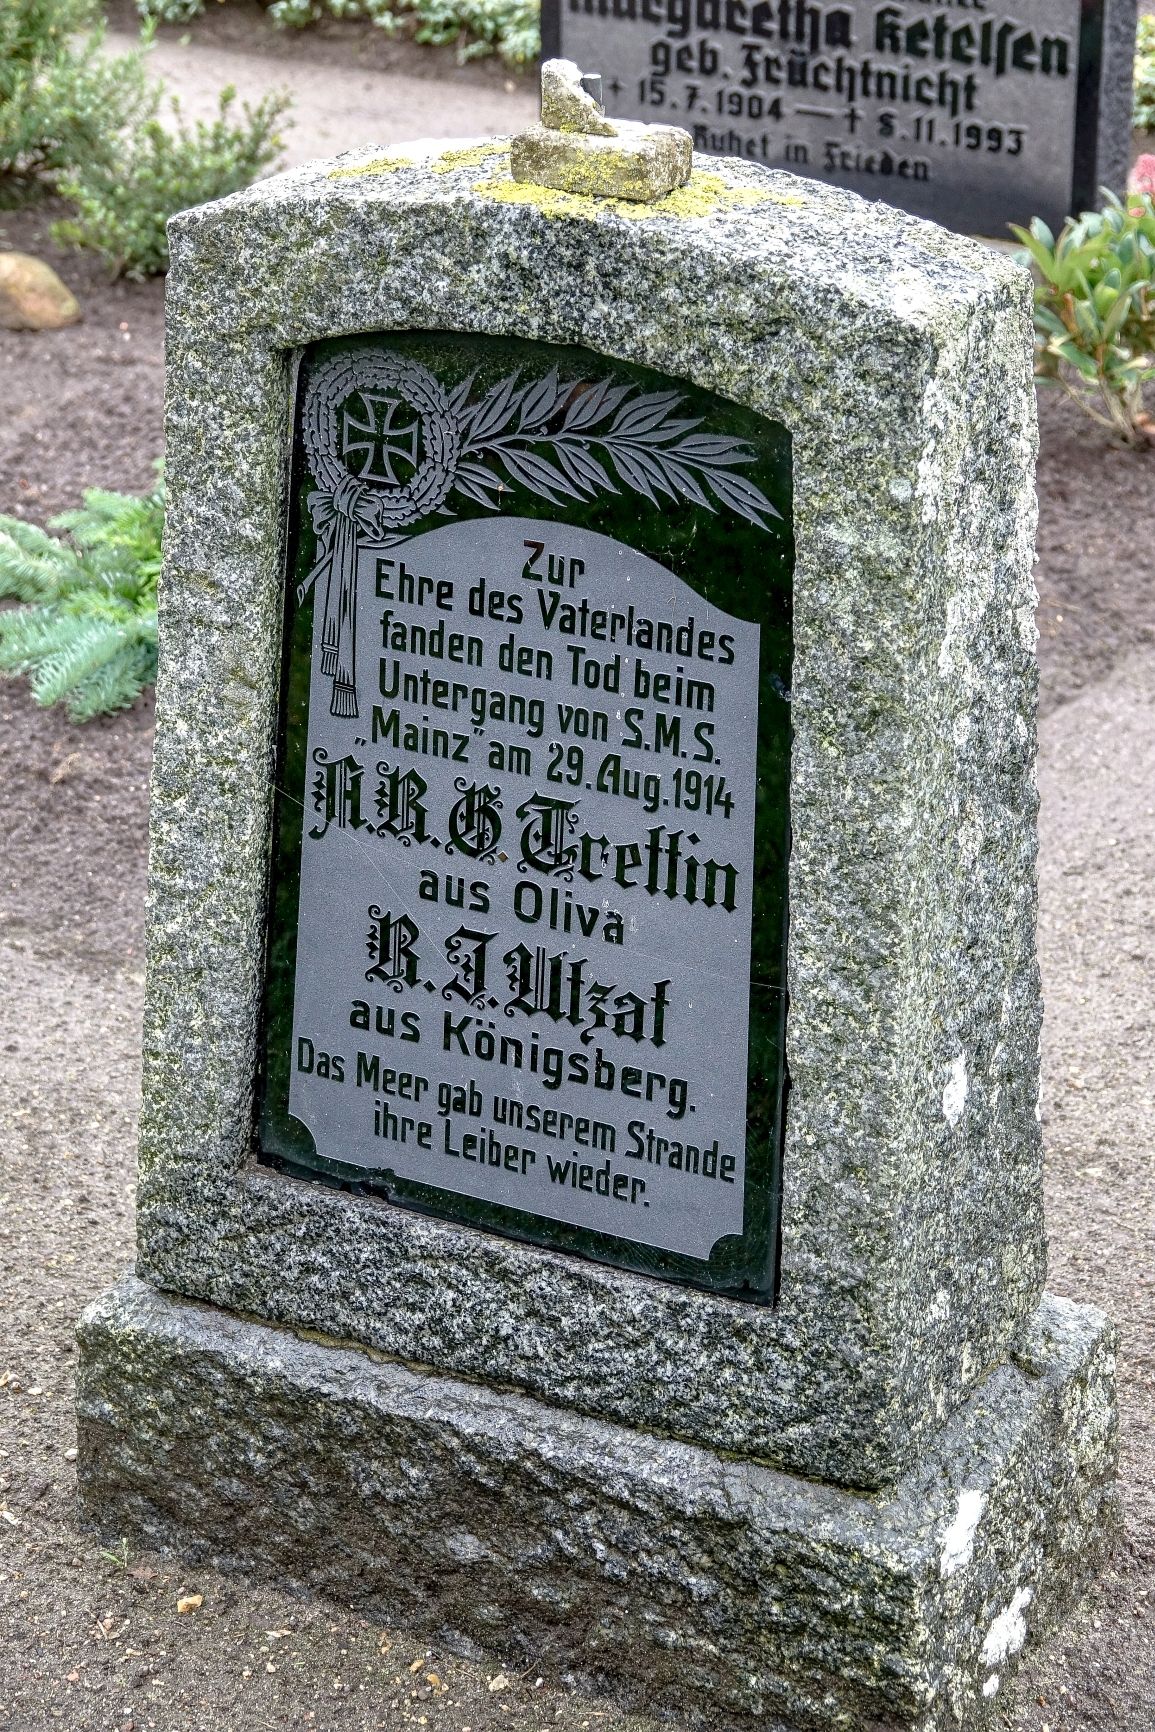 Margaretha Ketelsen
geb. Früchtnicht
15.7.1904 — † 8.11.1993
Ruhet in Frieden
Zur
Ehre des Vaterlandes
fanden den Tod beim
Untergang von S.M.S.
„Mainz" am 29. Aug. 1914
A.R.G. Trettin
aus Oliva
R.J. Utzat
aus Königsberg.
Das Meer gab unserem Strande
ihre Leiber wieder.